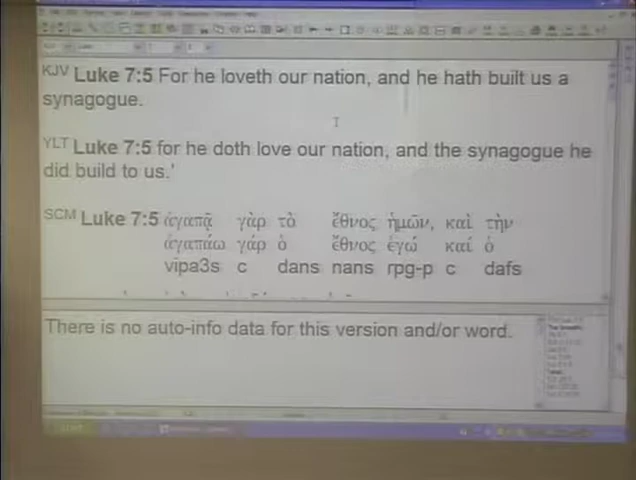 KJV Luke 7:5 For he loveth our nation, and he hath built us a
synagogue.
YLT Luke 7:5 for he doth love our nation, and the synagogue he
did build to us.'
SCM Luke 7:5 ἀγαπᾷ γὰρ τὸ ἔθνος ἡμῶν, καὶ τὴν
ἀγαπάω γάρ ὁ ἔθνος ἐγώ καί ὁ
vipa3s c dans nans rpg-p c dafs
There is no auto-info data for this version and/or word.